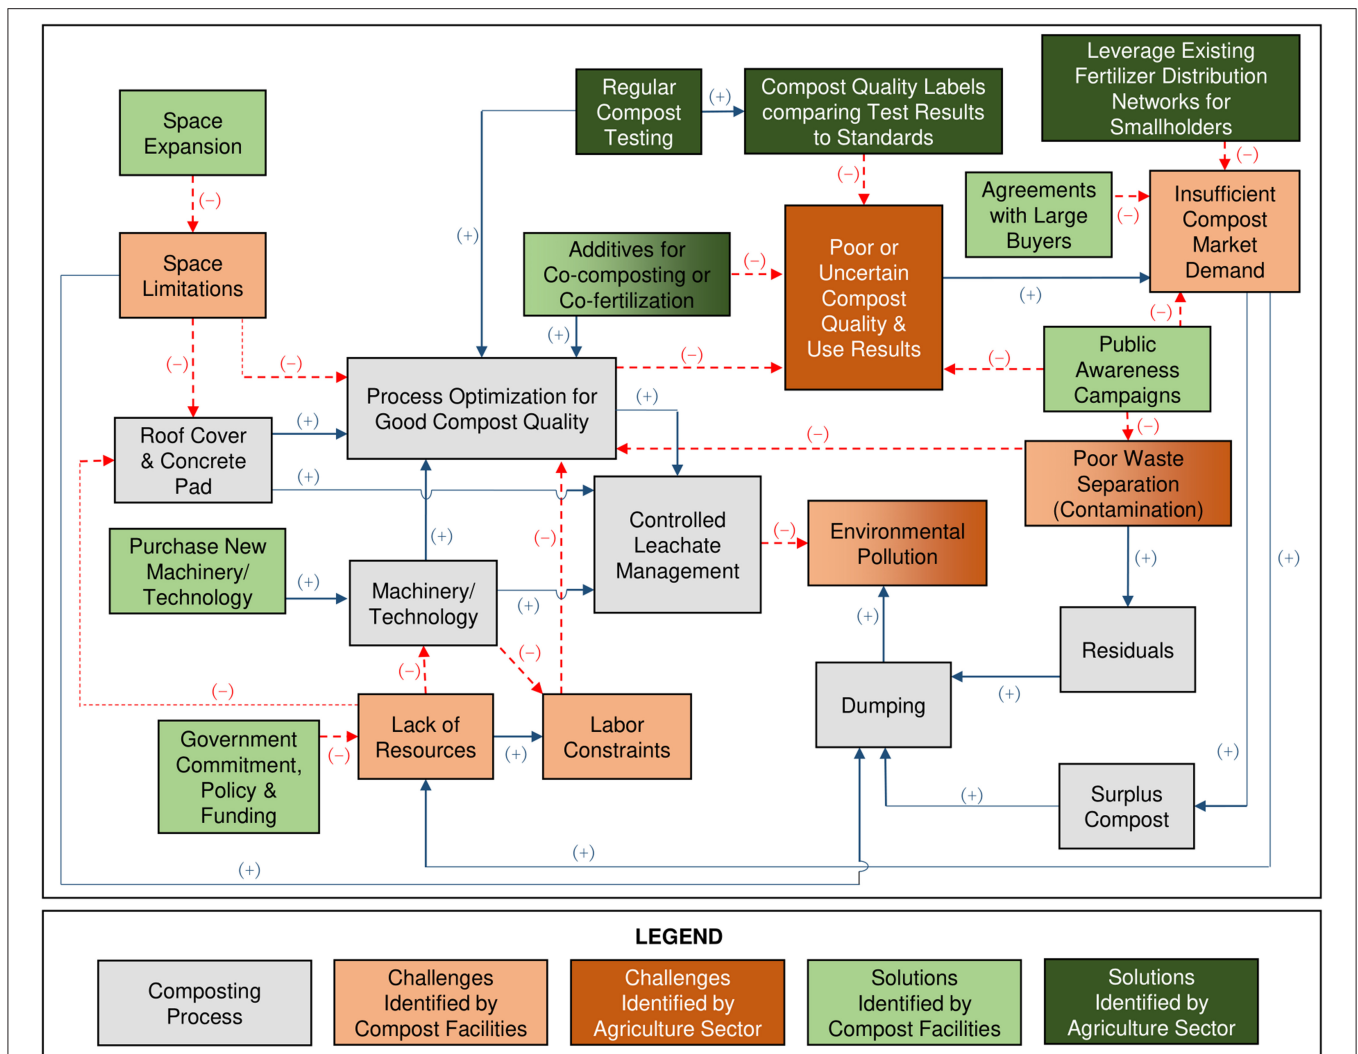 Leverage Existing
Fertilizer Distribution
Networks for
Smallholders
Regular
Compost
Testing
(+)
Compost Quality Labels
comparing Test Results
to Standards
Space
Expansion
(−)
(−)
(−)
Agreements
with Large
Buyers
(−)
Insufficient
Compost
Market
Demand
Space
Limitations
(+)
Additives for
Co-composting or
Co-fertilization
(−)
Poor or
Uncertain
Compost
Quality &
Use Results
(+)
(+)
(−)
Public
Awareness
Campaigns
(−)
(−)
(−)
(−)
Process Optimization for
Good Compost Quality
(+)
(−)
(−)
Roof Cover
& Concrete
Pad
(+)
(+)
(−)
Poor Waste
Separation
(Contamination)
Controlled
Leachate
Management
(−)
Environmental
Pollution
Purchase New
Machinery/
Technology
(+)
(+)
(−)
Machinery/
Technology
(+)
(+)
(+)
(+)
Residuals
(−)
(−)
(−)
(+)
Dumping
Lack of
Resources
(+)
Labor
Constraints
Government
Commitment,
Policy &
Funding
(−)
(+)
(+)
Surplus
Compost
(+)
(+)
LEGEND
Composting
Process
Challenges
Identified by
Compost Facilities
Challenges
Identified by
Agriculture Sector
Solutions
Identified by
Compost Facilities
Solutions
Identified by
Agriculture Sector